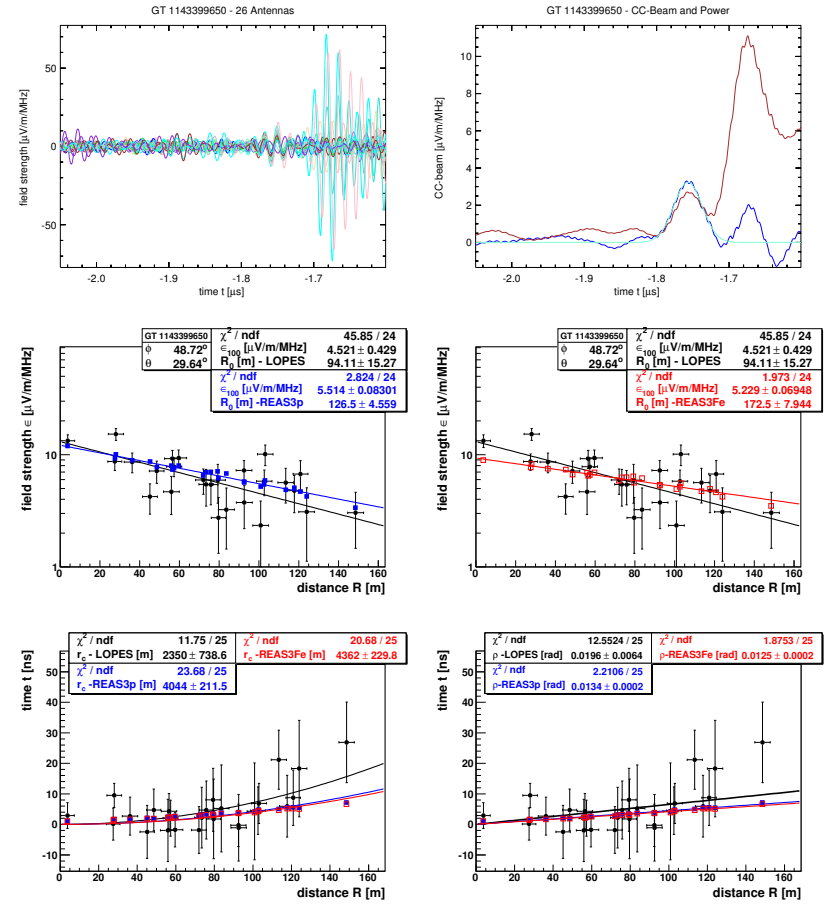 GT 1143399650 - 26 Antennas
field strength [μV/m/MHz]
50
0
-50
-2.0
-1.9
-1.8
-1.7
time t [μs]
GT 1143399650 - CC-Beam and Power
CC-beam [μV/m/MHz]
10
8
6
4
2
0
-2.0
-1.9
-1.8
-1.7
time t [μs]
GT 1143399650
ϕ 48.72°
θ 29.64°
χ² / ndf 45.85 / 24
ϵ₁₀₀ [μV/m/MHz] 4.521 ± 0.429
R₀ [m] - LOPES 94.11 ± 15.27
χ² / ndf 2.824 / 24
ϵ₁₀₀ [μV/m/MHz] 5.514 ± 0.08301
R₀ [m] -REAS3p 126.5 ± 4.559
field strength ϵ [μV/m/MHz]
10
1
0 20 40 60 80 100 120 140 160
distance R [m]
GT 1143399650
ϕ 48.72°
θ 29.64°
χ² / ndf 45.85 / 24
ϵ₁₀₀ [μV/m/MHz] 4.521 ± 0.429
R₀ [m] - LOPES 94.11 ± 15.27
χ² / ndf 1.973 / 24
ϵ₁₀₀ [μV/m/MHz] 5.229 ± 0.06948
R₀ [m] -REAS3Fe 172.5 ± 7.944
field strength ϵ [μV/m/MHz]
10
1
0 20 40 60 80 100 120 140 160
distance R [m]
χ² / ndf 11.75 / 25
r_c - LOPES [m] 2350 ± 738.6
χ² / ndf 20.68 / 25
r_c -REAS3Fe [m] 4362 ± 229.8
χ² / ndf 23.68 / 25
r_c -REAS3p [m] 4044 ± 211.5
time t [ns]
50
40
30
20
10
0
-10
0 20 40 60 80 100 120 140 160
distance R [m]
χ² / ndf 12.5524 / 25
ρ -LOPES [rad] 0.0196 ± 0.0064
χ² / ndf 1.8753 / 25
ρ-REAS3Fe [rad] 0.0125 ± 0.0002
χ² / ndf 2.2106 / 25
ρ-REAS3p [rad] 0.0134 ± 0.0002
time t [ns]
50
40
30
20
10
0
-10
0 20 40 60 80 100 120 140 160
distance R [m]